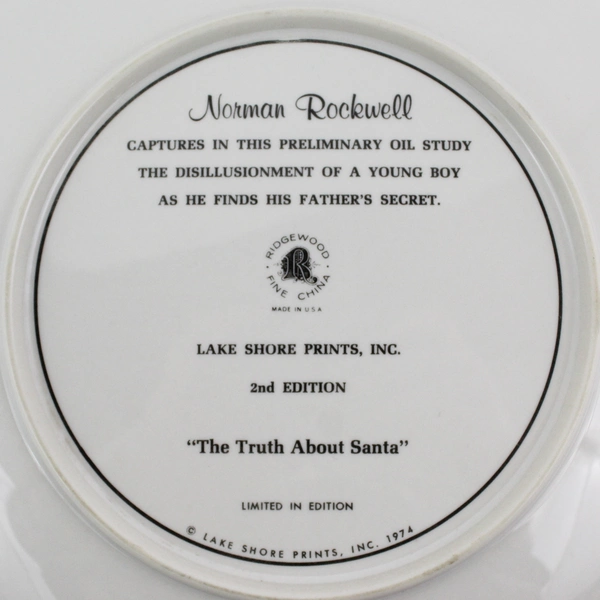 Norman Rockwell
CAPTURES IN THIS PRELIMINARY OIL STUDY
THE DISILLUSIONMENT OF A YOUNG BOY
AS HE FINDS HIS FATHER'S SECRET.
RIDGEWOOD
R
FINE CHINA
MADE IN U.S.A
LAKE SHORE PRINTS, INC.
2nd EDITION
“The Truth About Santa”
LIMITED IN EDITION
© LAKE SHORE PRINTS, INC. 1974